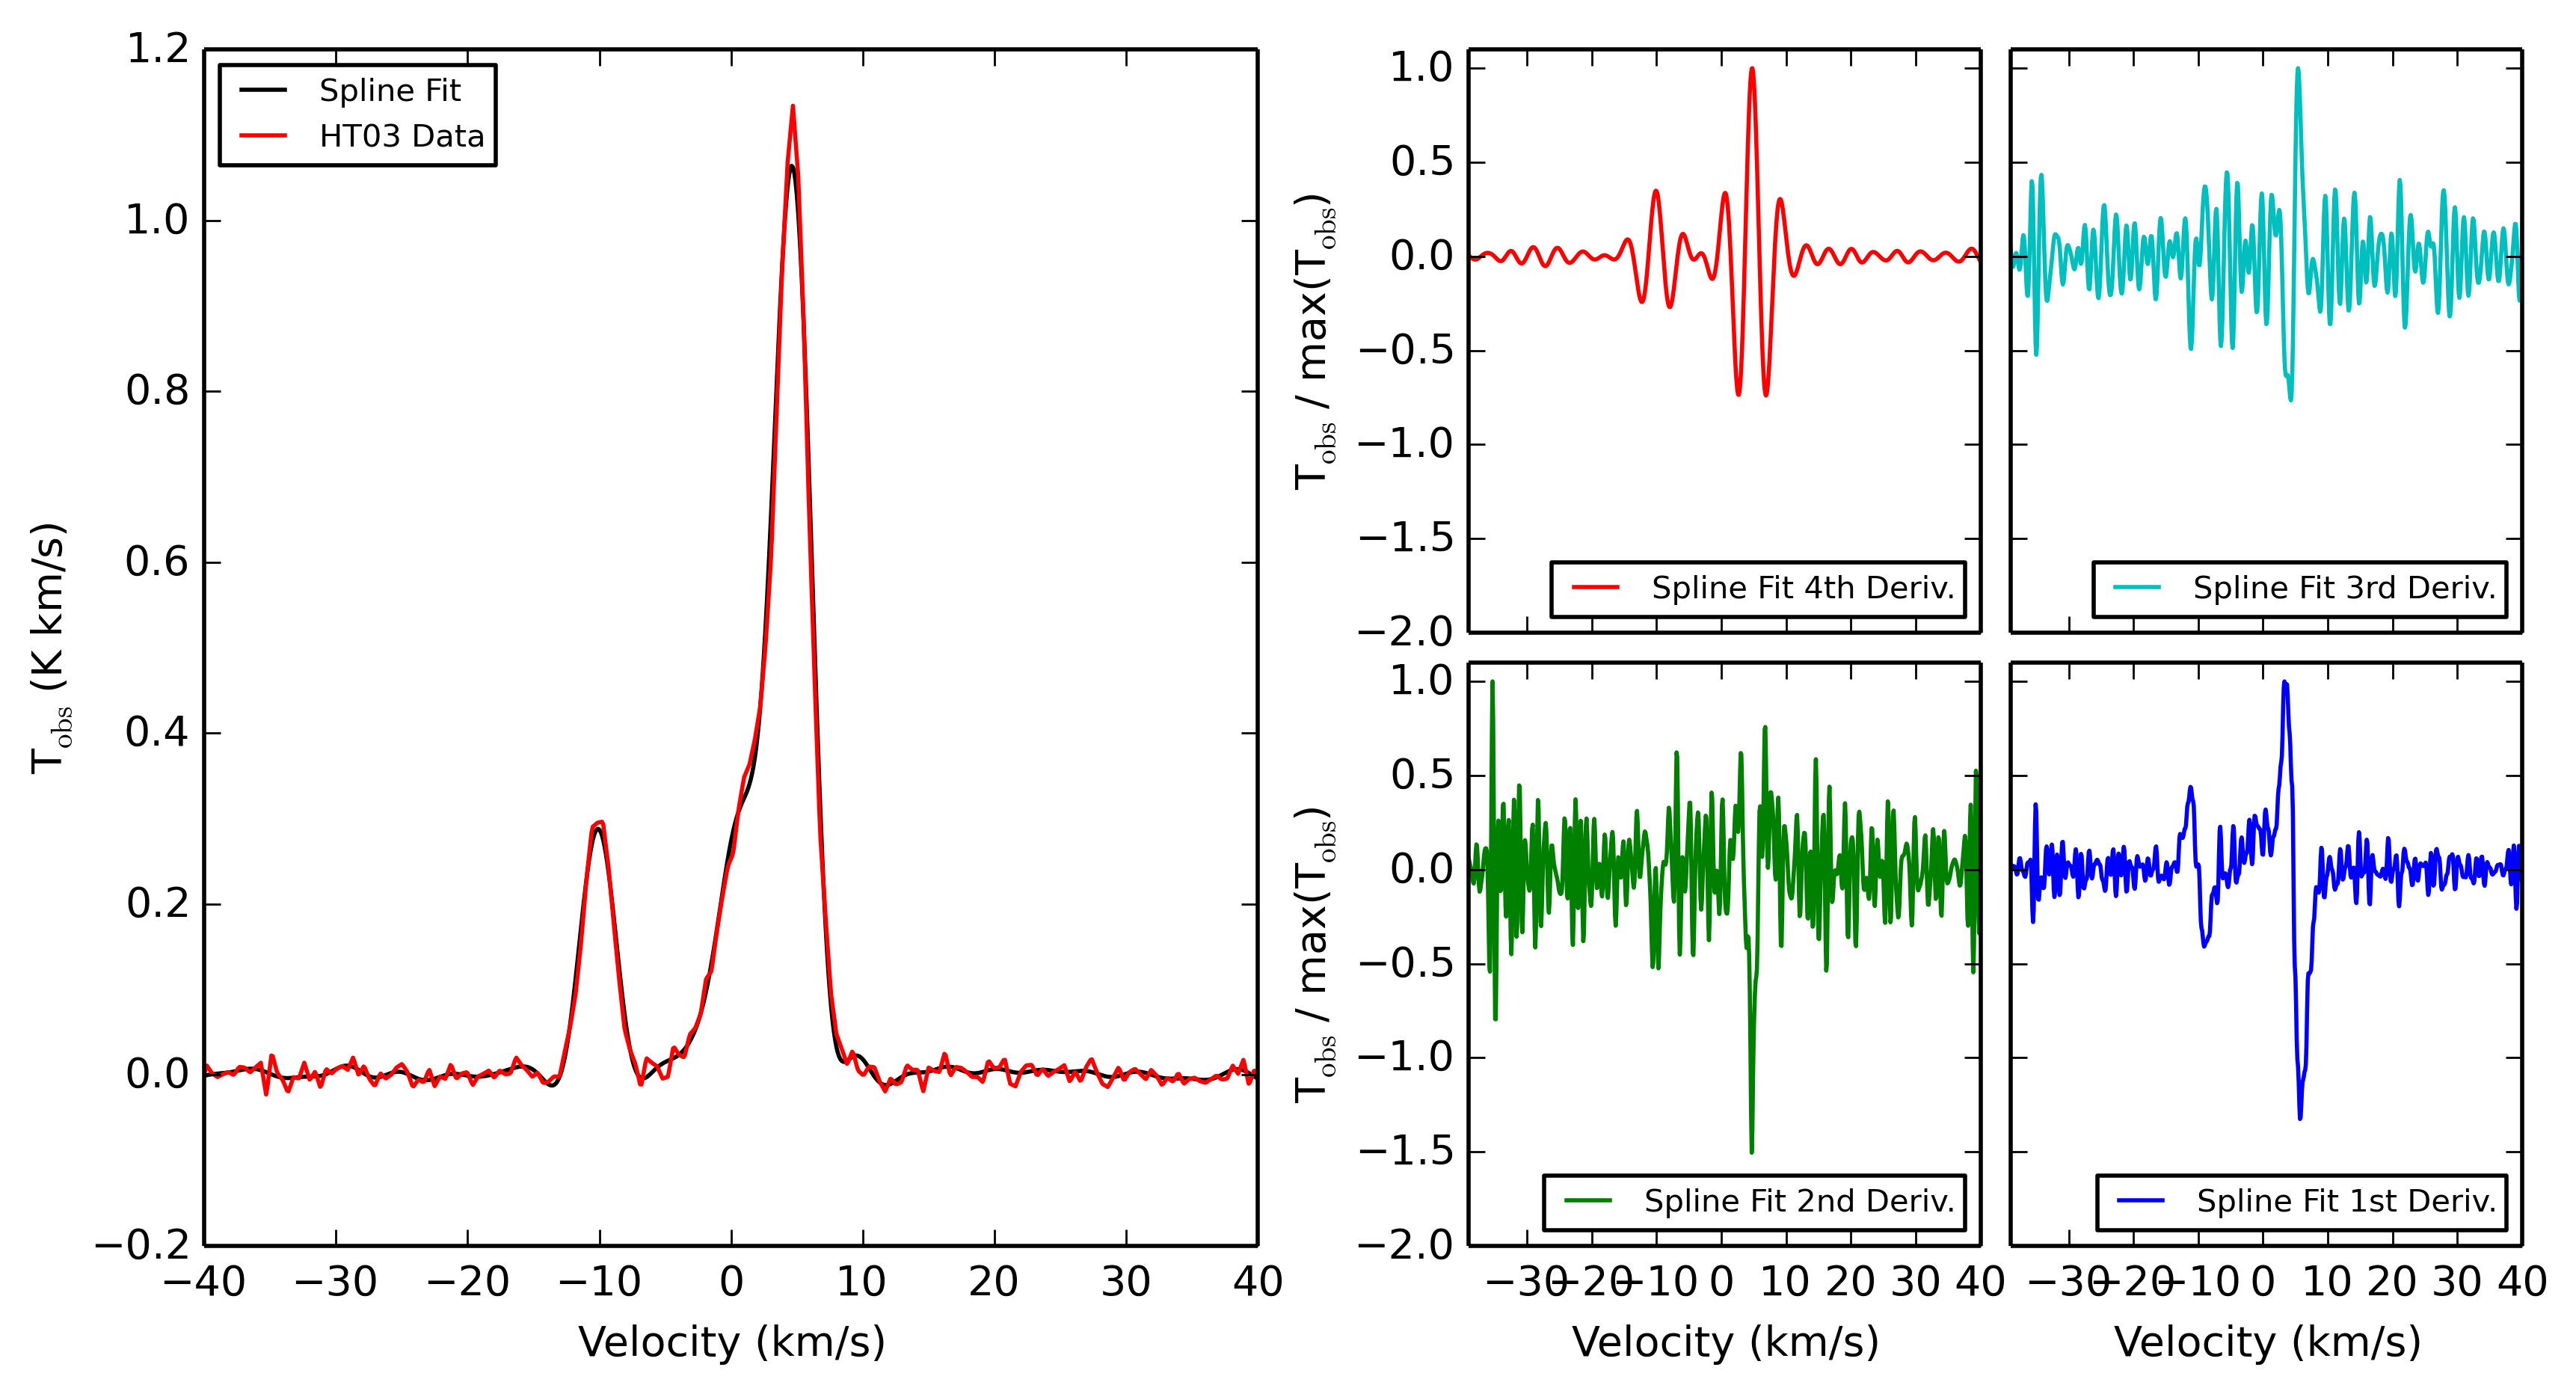 1.2
1.0
0.8
0.6
0.4
0.2
0.0
−0.2
T_obs (K km/s)
Spline Fit
HT03 Data
−40 −30 −20 −10 0 10 20 30 40
Velocity (km/s)
1.0
0.5
0.0
−0.5
−1.0
−1.5
−2.0
T_obs / max(T_obs)
Spline Fit 4th Deriv.
Spline Fit 3rd Deriv.
1.0
0.5
0.0
−0.5
−1.0
−1.5
−2.0
T_obs / max(T_obs)
Spline Fit 2nd Deriv.
Spline Fit 1st Deriv.
−30 −20 −10 0 10 20 30 40
Velocity (km/s)
−30 −20 −10 0 10 20 30 40
Velocity (km/s)